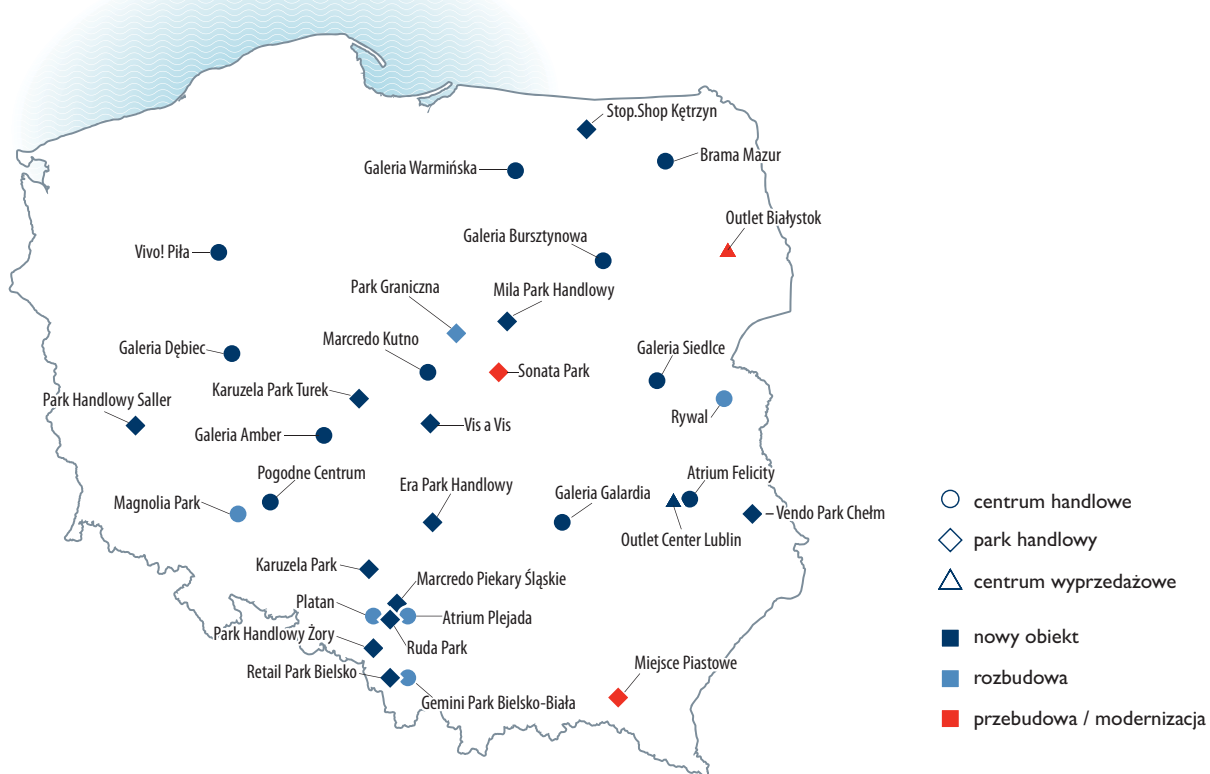 Stop.Shop Kętrzyn
Brama Mazur
Galeria Warmińska
Outlet Białystok
Galeria Bursztynowa
Vivo! Piła
Park Graniczna
Mila Park Handlowy
Marcredo Kutno
Galeria Dębiec
Galeria Siedlce
Sonata Park
Karuzela Park Turek
Park Handlowy Saller
Rywal
Vis a Vis
Galeria Amber
Pogodne Centrum
Atrium Felicity
Era Park Handlowy
Galeria Galardia
Magnolia Park
Vendo Park Chełm
Outlet Center Lublin
Karuzela Park
Marcredo Piekary Śląskie
Platan
Atrium Plejada
Park Handlowy Żory
Ruda Park
Retail Park Bielsko
Miejsce Piastowe
Gemini Park Bielsko-Biała
centrum handlowe
park handlowy
centrum wyprzedażowe
nowy obiekt
rozbudowa
przebudowa / modernizacja